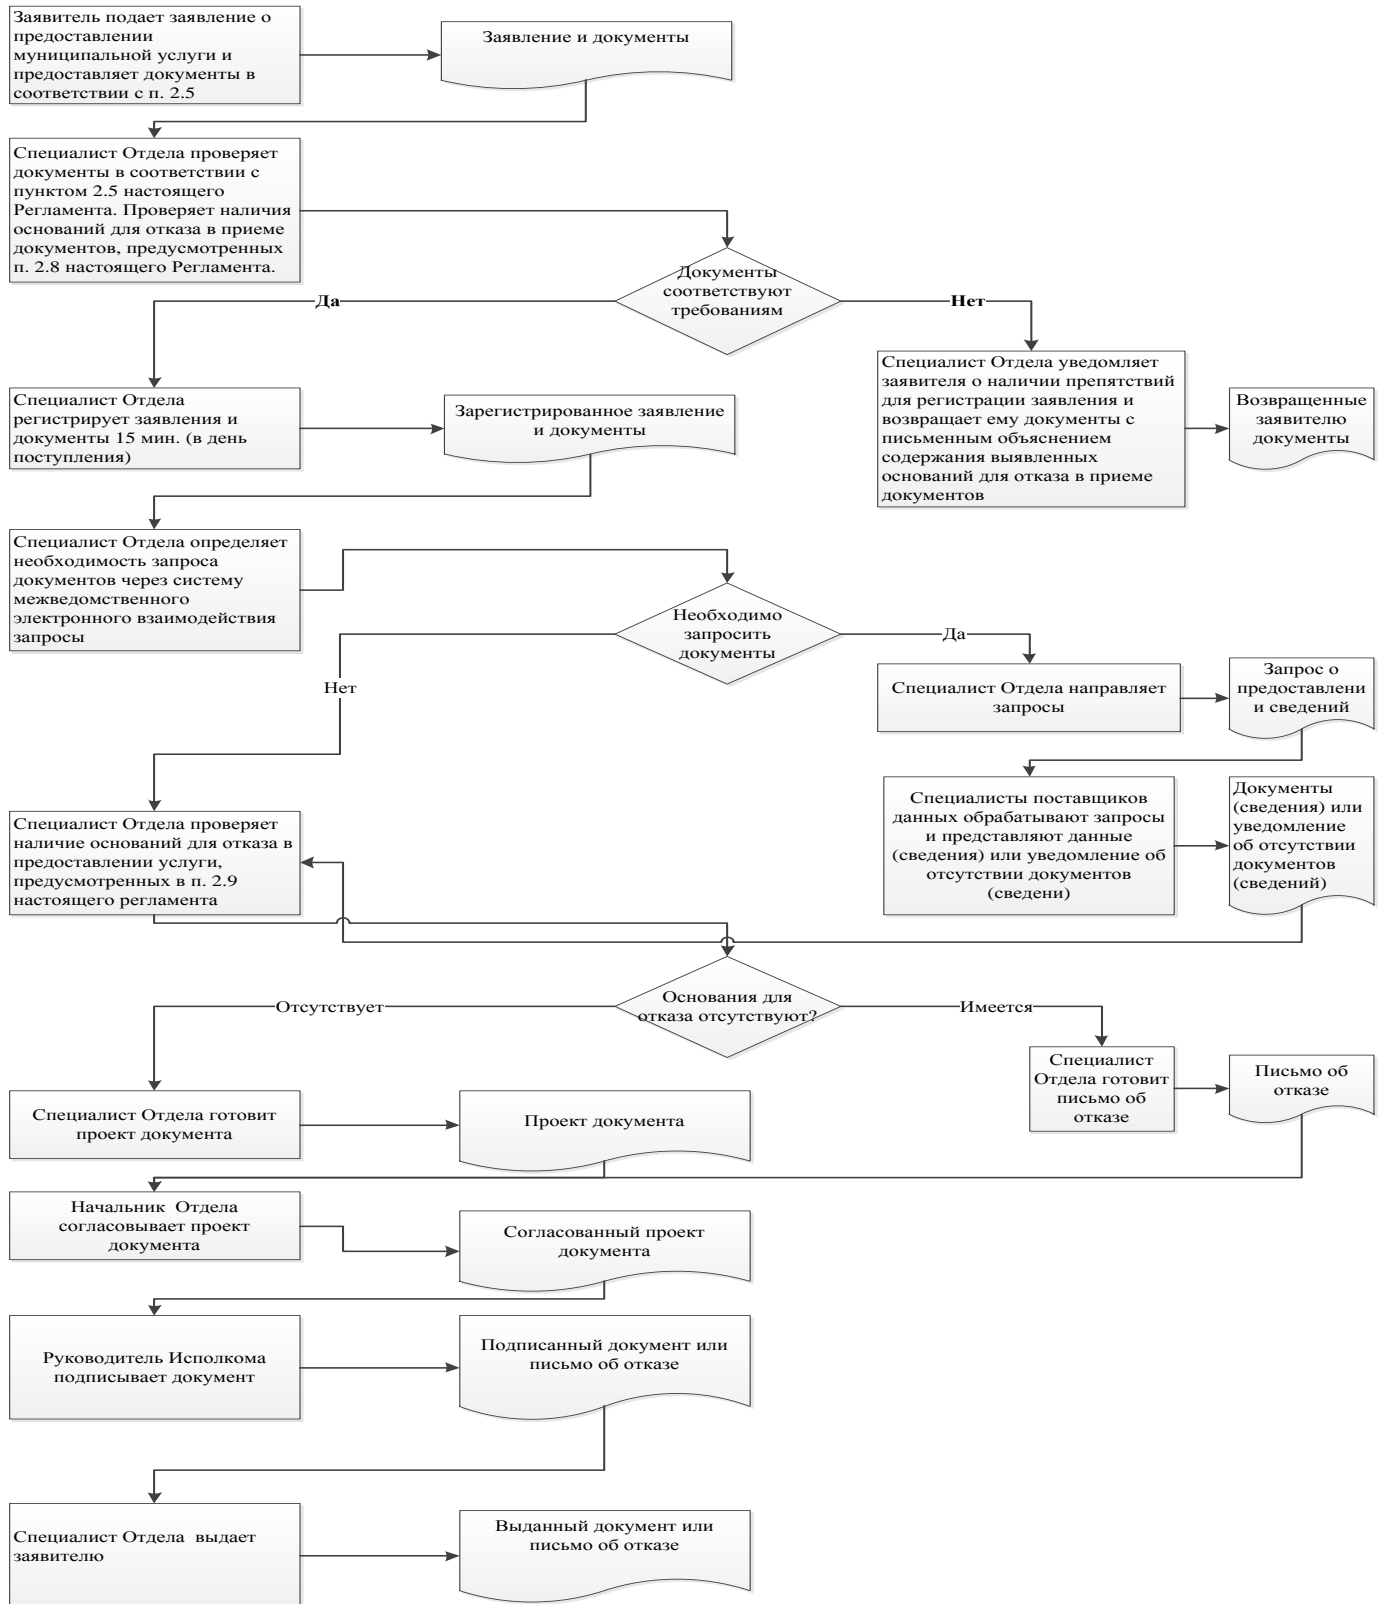 Заявитель подает заявление о
предоставлении
муниципальной услуги и
предоставляет документы в
соответствии с п. 2.5
Заявление и документы
Специалист Отдела проверяет
документы в соответствии с
пунктом 2.5 настоящего
Регламента. Проверяет наличия
оснований для отказа в приеме
документов, предусмотренных
п. 2.8 настоящего Регламента.
Документы
соответствуют
требованиям
Да
Нет
Специалист Отдела
регистрирует заявления и
документы 15 мин. (в день
поступления)
Зарегистрированное заявление
и документы
Специалист Отдела уведомляет
заявителя о наличии препятствий
для регистрации заявления и
возвращает ему документы с
письменным объяснением
содержания выявленных
оснований для отказа в приеме
документов
Возвращенные
заявителю
документы
Специалист Отдела определяет
необходимость запроса
документов через систему
межведомственного
электронного взаимодействия
запросы
Необходимо
запросить
документы
Да
Нет
Специалист Отдела направляет
запросы
Запрос о
предоставлени
и сведений
Специалисты поставщиков
данных обрабатывают запросы
и представляют данные
(сведения) или уведомление об
отсутствии документов
(сведени)
Документы
(сведения) или
уведомление
об отсутствии
документов
(сведений)
Специалист Отдела проверяет
наличие оснований для отказа в
предоставлении услуги,
предусмотренных в п. 2.9
настоящего регламента
Основания для
отказа отсутствуют?
Отсутствует
Имеется
Специалист
Отдела готовит
письмо об
отказе
Письмо об
отказе
Специалист Отдела готовит
проект документа
Проект документа
Начальник  Отдела
согласовывает проект
документа
Согласованный проект
документа
Руководитель Исполкома
подписывает документ
Подписанный документ или
письмо об отказе
Специалист Отдела  выдает
заявителю
Выданный документ или
письмо об отказе